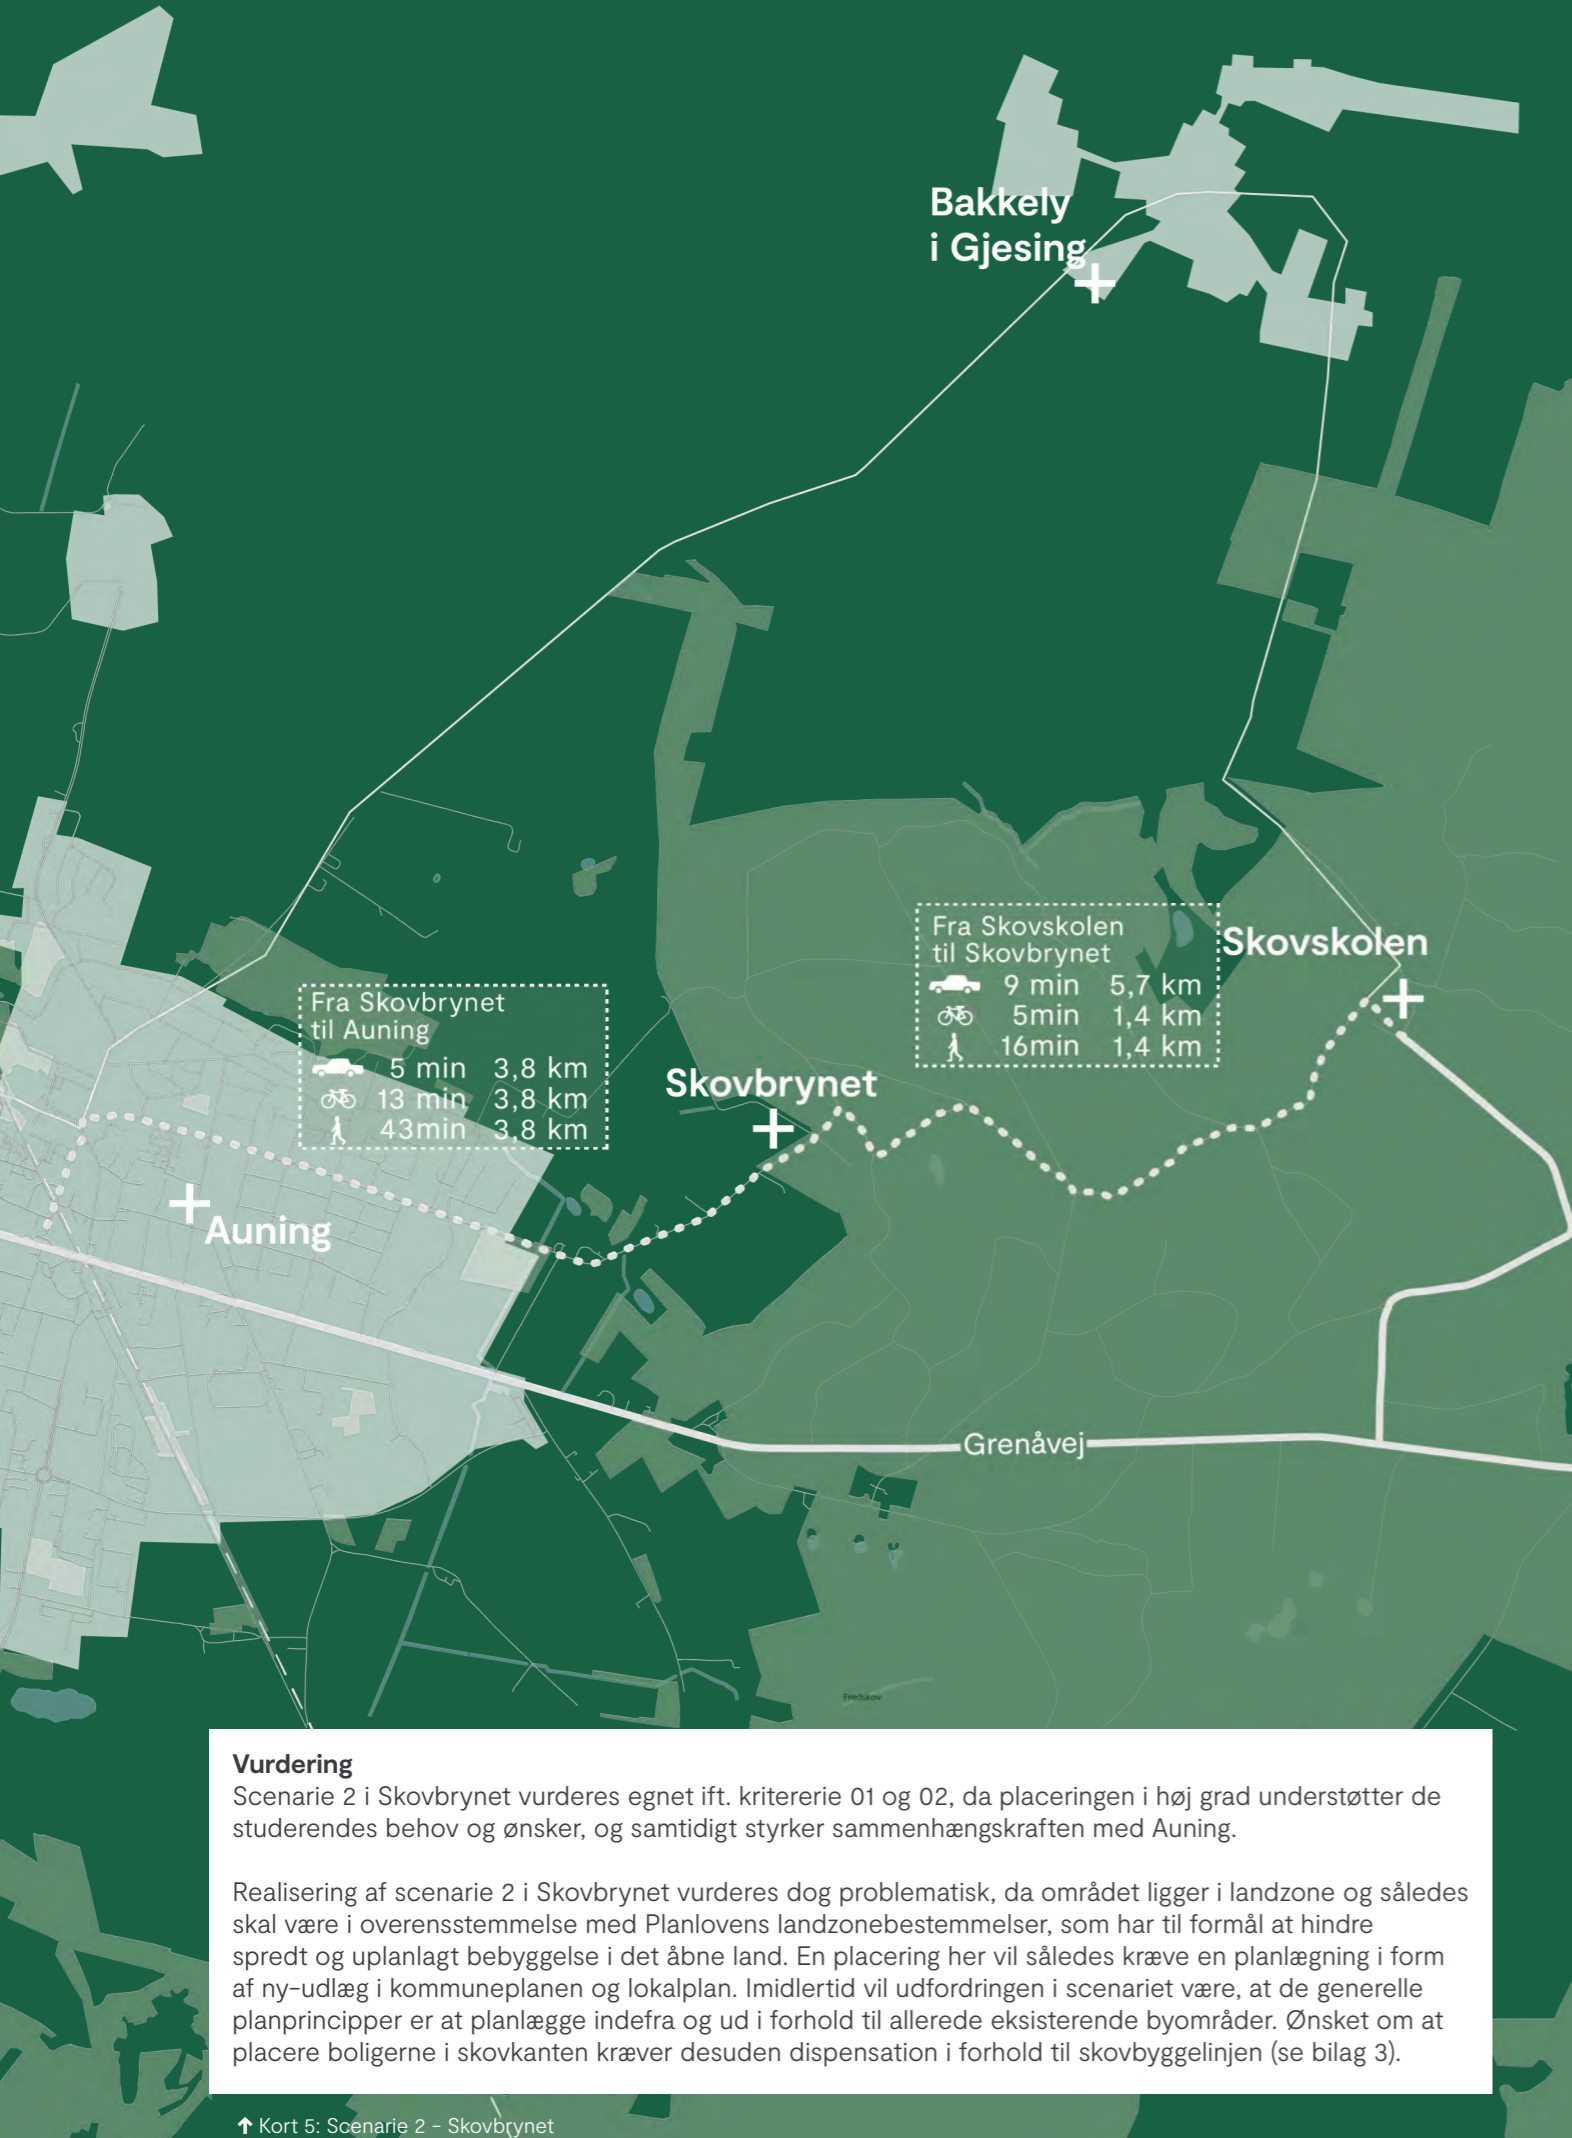 Bakkely
i Gjesing
Fra Skovskolen
til Skovbrynet
9 min 5,7 km
5min 1,4 km
16min 1,4 km
Skovskolen
Fra Skovbrynet
til Auning
5 min 3,8 km
13 min 3,8 km
43min 3,8 km
Skovbrynet
Auning
Grenåvej
Fredskov
Vurdering
Scenarie 2 i Skovbrynet vurderes egnet ift. kritererie 01 og 02, da placeringen i høj grad understøtter de
studerendes behov og ønsker, og samtidigt styrker sammenhængskraften med Auning.
Realisering af scenarie 2 i Skovbrynet vurderes dog problematisk, da området ligger i landzone og således
skal være i overensstemmelse med Planlovens landzonebestemmelser, som har til formål at hindre
spredt og uplanlagt bebyggelse i det åbne land. En placering her vil således kræve en planlægning i form
af ny-udlæg i kommuneplanen og lokalplan. Imidlertid vil udfordringen i scenariet være, at de generelle
planprincipper er at planlægge indefra og ud i forhold til allerede eksisterende byområder. Ønsket om at
placere boligerne i skovkanten kræver desuden dispensation i forhold til skovbyggelinjen (se bilag 3).
↑ Kort 5: Scenarie 2 - Skovbrynet